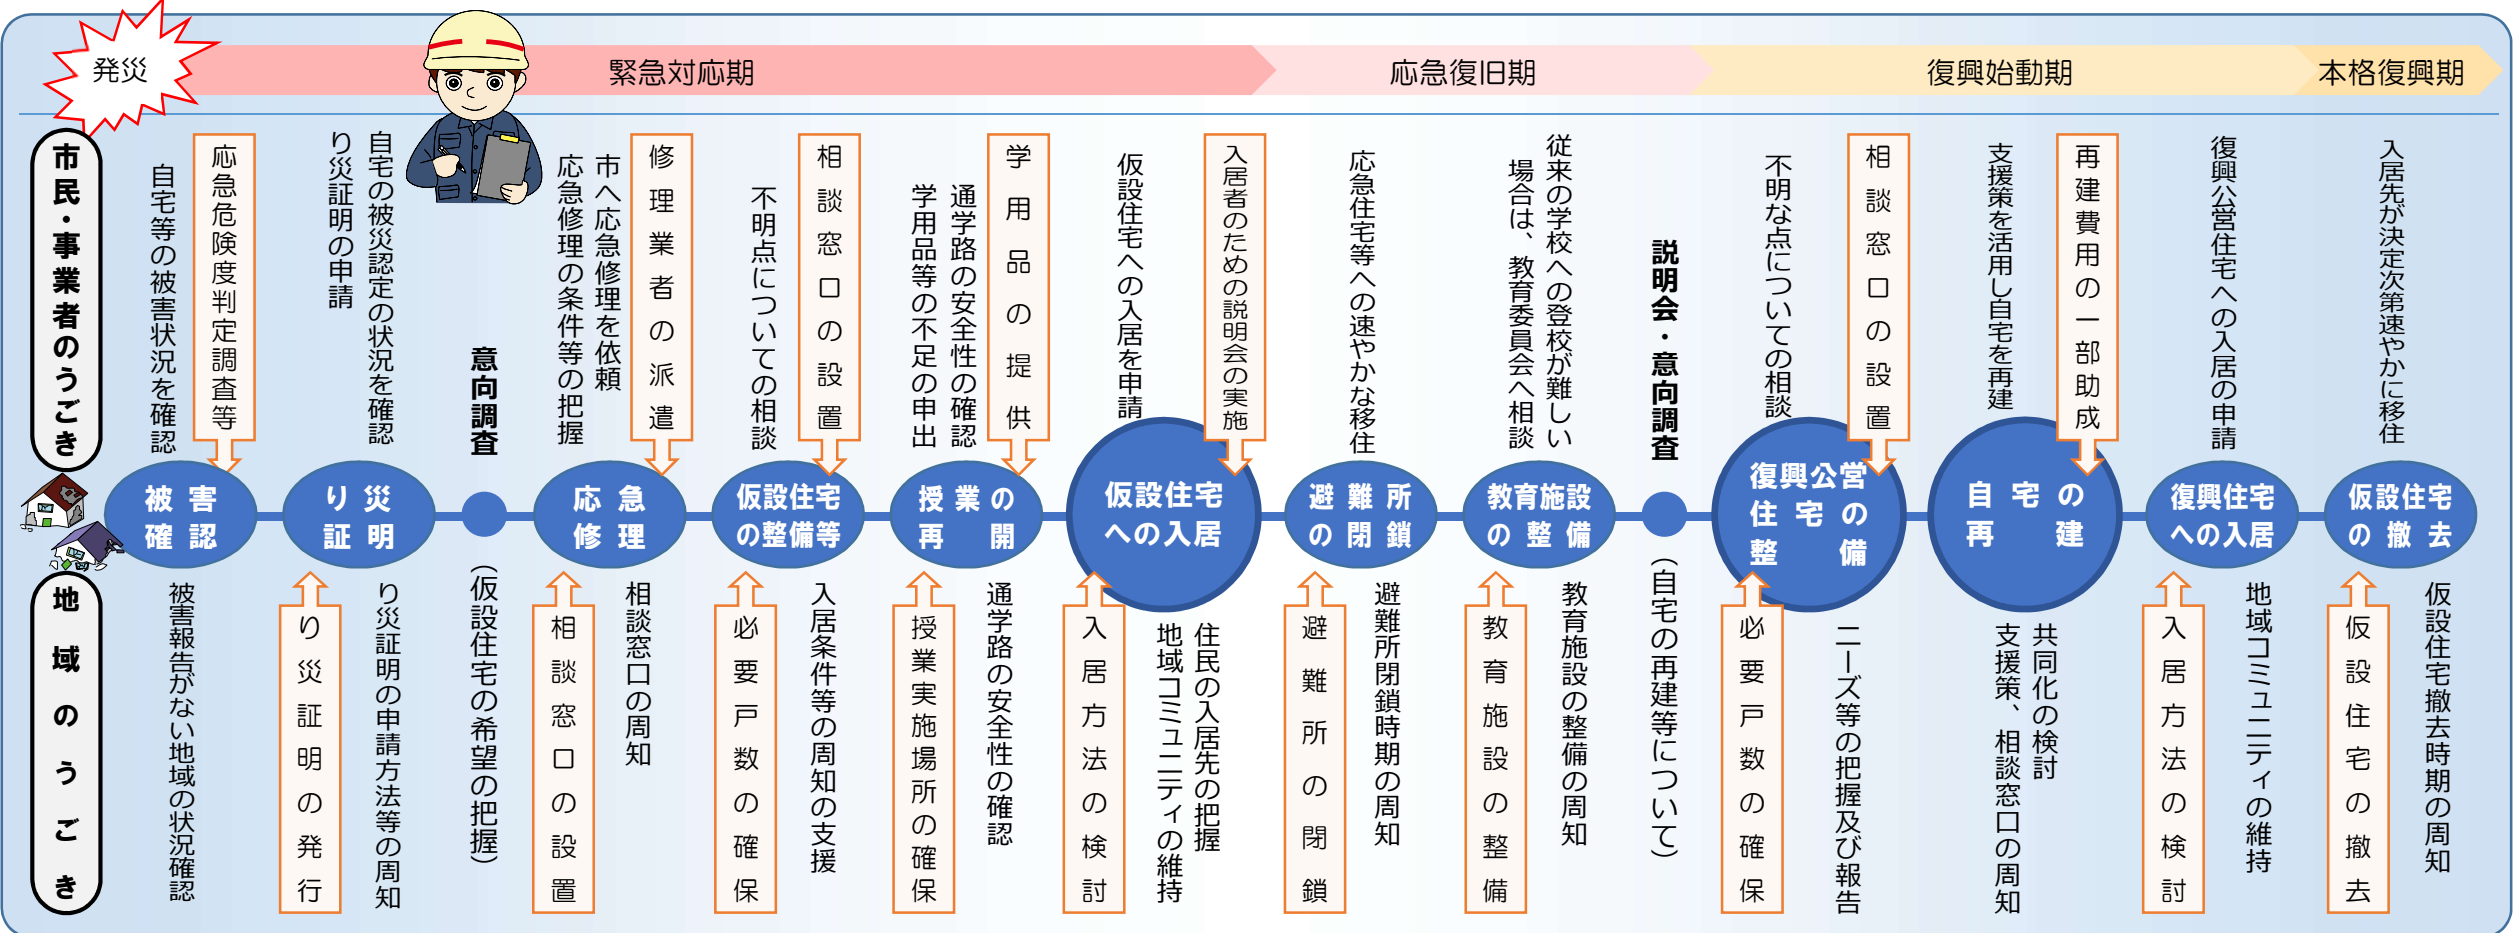 発災
緊急対応期
応急復旧期
復興始動期
本格復興期
市民・事業者のうごき
自宅等の被害状況を確認
応急危険度判定調査等
自宅の被災認定の状況を確認
り災証明の申請
意向調査
市へ応急修理を依頼
応急修理の条件等の把握
修理業者の派遣
不明点についての相談
相談窓口の設置
通学路の安全性の確認
学用品等の不足の申出
学用品の提供
仮設住宅への入居を申請
入居者のための説明会の実施
応急住宅等への速やかな移住
従来の学校への登校が難しい
場合は、教育委員会へ相談
説明会・意向調査
不明な点についての相談
相談窓口の設置
支援策を活用し自宅を再建
再建費用の一部助成
復興公営住宅への入居の申請
入居先が決定次第速やかに移住
被害
確認
り災
証明
応急
修理
仮設住宅
の整備等
授業の
再開
仮設住宅
への入居
避難所
の閉鎖
教育施設
の整備
復興公営
住宅の
整備
自宅の
再建
復興住宅
への入居
仮設住宅
の撤去
地域のうごき
被害報告がない地域の状況確認
り災証明の発行
り災証明の申請方法等の周知
（仮設住宅の希望の把握）
相談窓口の設置
相談窓口の周知
必要戸数の確保
入居条件等の周知の支援
授業実施場所の確保
通学路の安全性の確認
入居方法の検討
住民の入居先の把握
地域コミュニティの維持
避難所の閉鎖
避難所閉鎖時期の周知
教育施設の整備
教育施設の整備の周知
（自宅の再建等について）
必要戸数の確保
ニーズ等の把握及び報告
共同化の検討
支援策、相談窓口の周知
入居方法の検討
地域コミュニティの維持
仮設住宅の撤去
仮設住宅撤去時期の周知